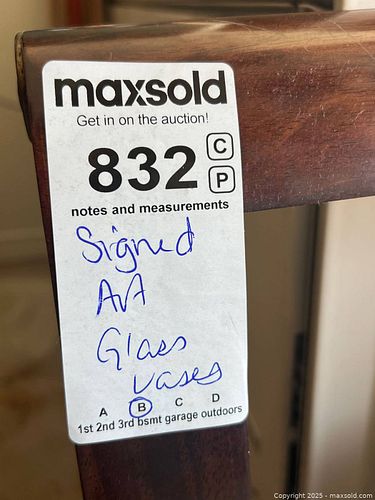 maxsold
Get in on the auction!
832 C
P
notes and measurements
Signed
Art
Glass
vases
A B C D
1st 2nd 3rd bsmt garage outdoors
Copyright 2025 - maxsold.com